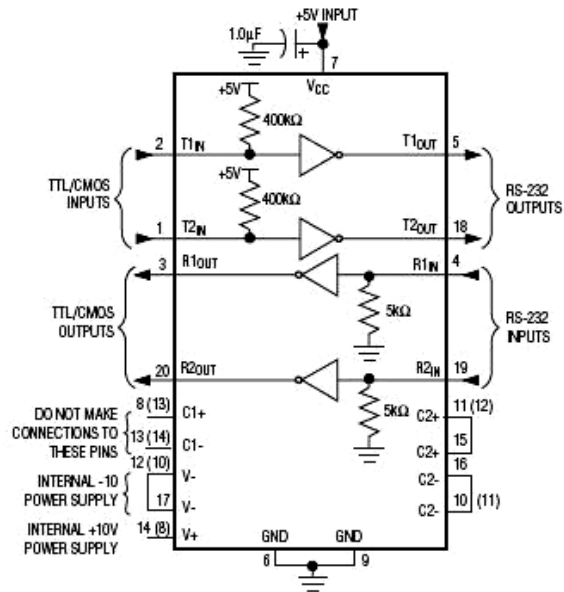 +5V INPUT
1.0µF
+
7
VCC
+5V
400kΩ
2
T1IN
T1OUT
5
TTL/CMOS
INPUTS
+5V
400kΩ
RS-232
OUTPUTS
1
T2IN
T2OUT
18
3
R1OUT
R1IN
4
TTL/CMOS
OUTPUTS
5kΩ
RS-232
INPUTS
20
R2OUT
R2IN
19
5kΩ
DO NOT MAKE
CONNECTIONS TO
THESE PINS
8 (13)
C1+
13 (14)
C1-
12 (10)
V-
INTERNAL -10
POWER SUPPLY
17
V-
INTERNAL +10V
POWER SUPPLY
14 (8)
V+
C2+
11 (12)
C2+
15
16
C2-
C2-
10 (11)
GND
GND
6
9